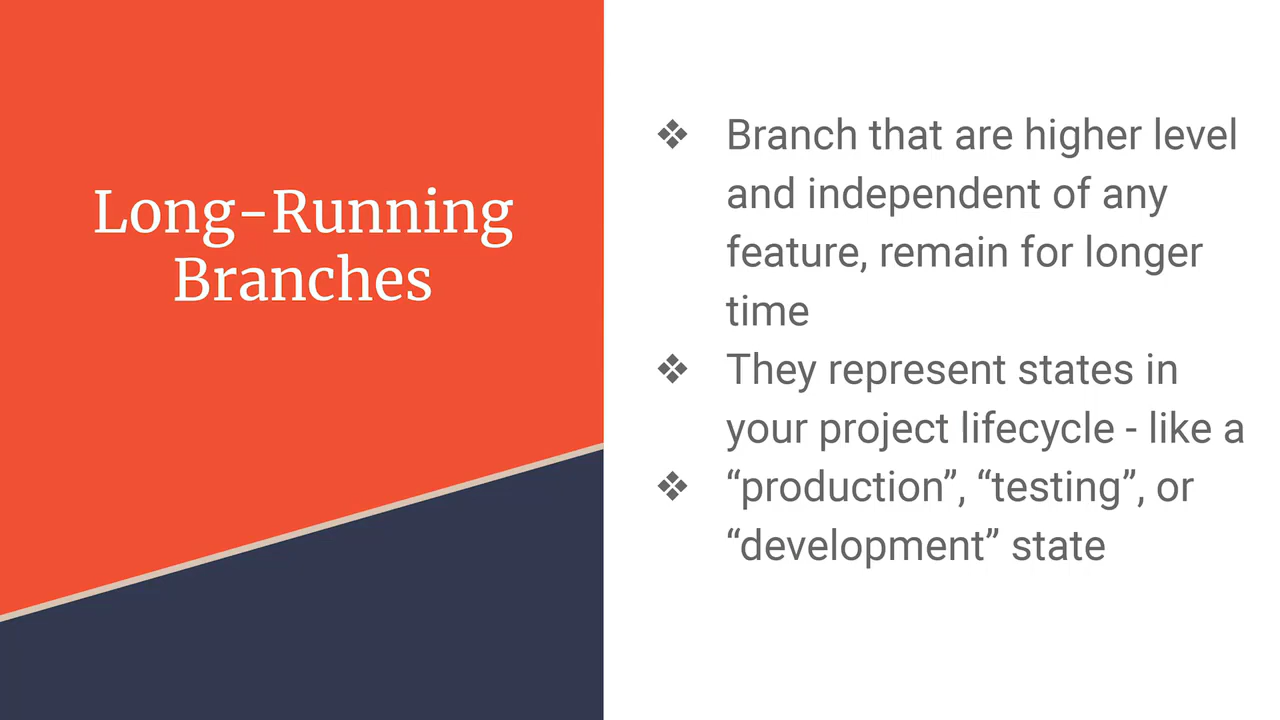 Long-Running
Branches
❖ Branch that are higher level
and independent of any
feature, remain for longer
time
❖ They represent states in
your project lifecycle - like a
❖ “production”, “testing”, or
“development” state